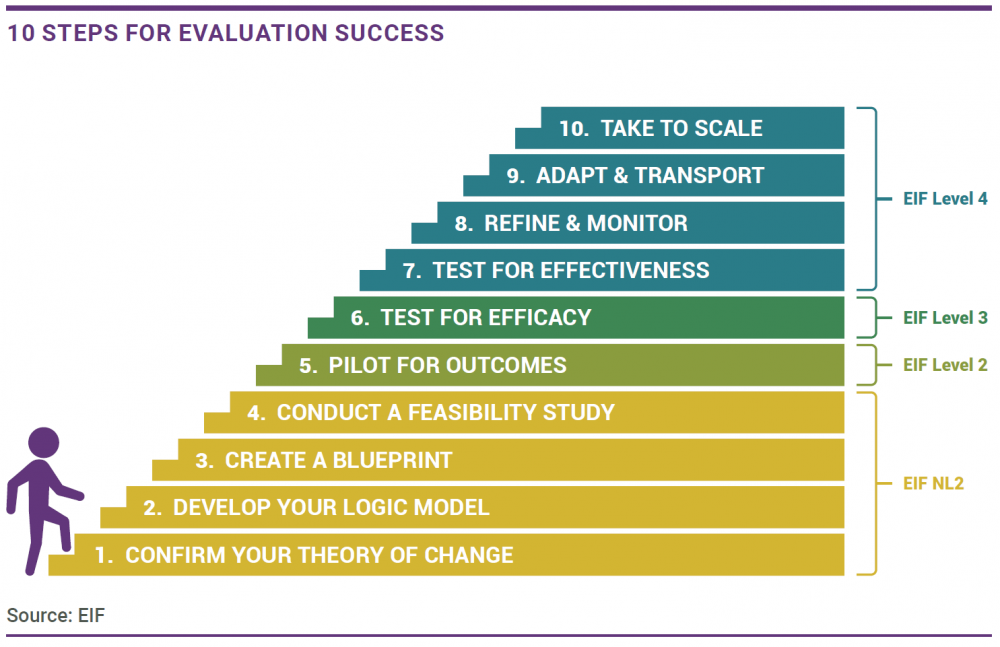 10 STEPS FOR EVALUATION SUCCESS
10. TAKE TO SCALE
9. ADAPT & TRANSPORT
EIF Level 4
8. REFINE & MONITOR
7. TEST FOR EFFECTIVENESS
6. TEST FOR EFFICACY
EIF Level 3
5. PILOT FOR OUTCOMES
EIF Level 2
4. CONDUCT A FEASIBILITY STUDY
3. CREATE A BLUEPRINT
EIF NL2
2. DEVELOP YOUR LOGIC MODEL
1. CONFIRM YOUR THEORY OF CHANGE
Source: EIF